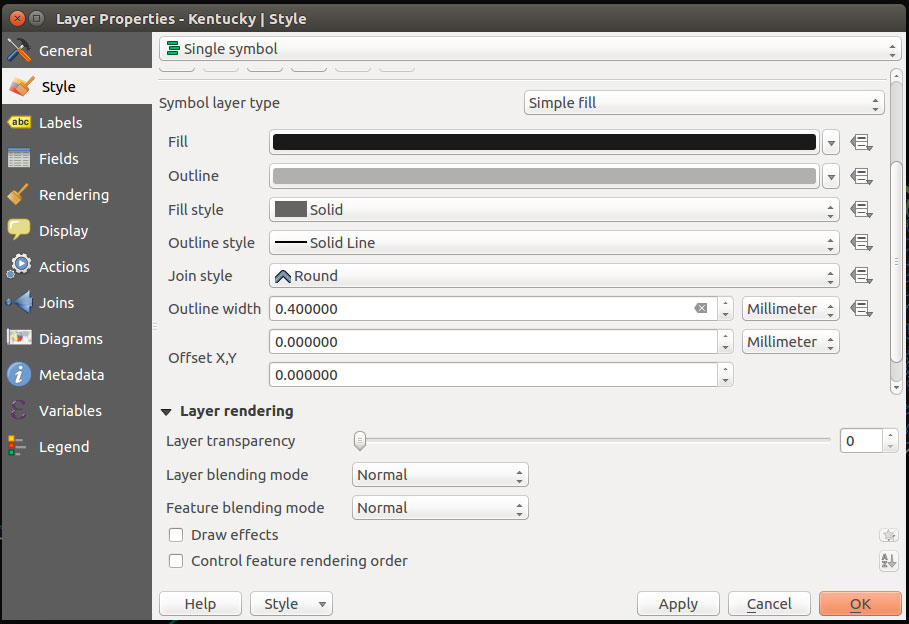 Layer Properties - Kentucky | Style
General
Style
Labels
Fields
Rendering
Display
Actions
Joins
Diagrams
Metadata
Variables
Legend
abc
Single symbol
Symbol layer type Simple fill
Fill
Outline
Fill style Solid
Outline style Solid Line
Join style Round
Outline width 0.400000 Millimeter
Offset X,Y 0.000000 Millimeter
0.000000
Layer rendering
Layer transparency 0
Layer blending mode Normal
Feature blending mode Normal
Draw effects
Control feature rendering order
Help Style Apply Cancel OK